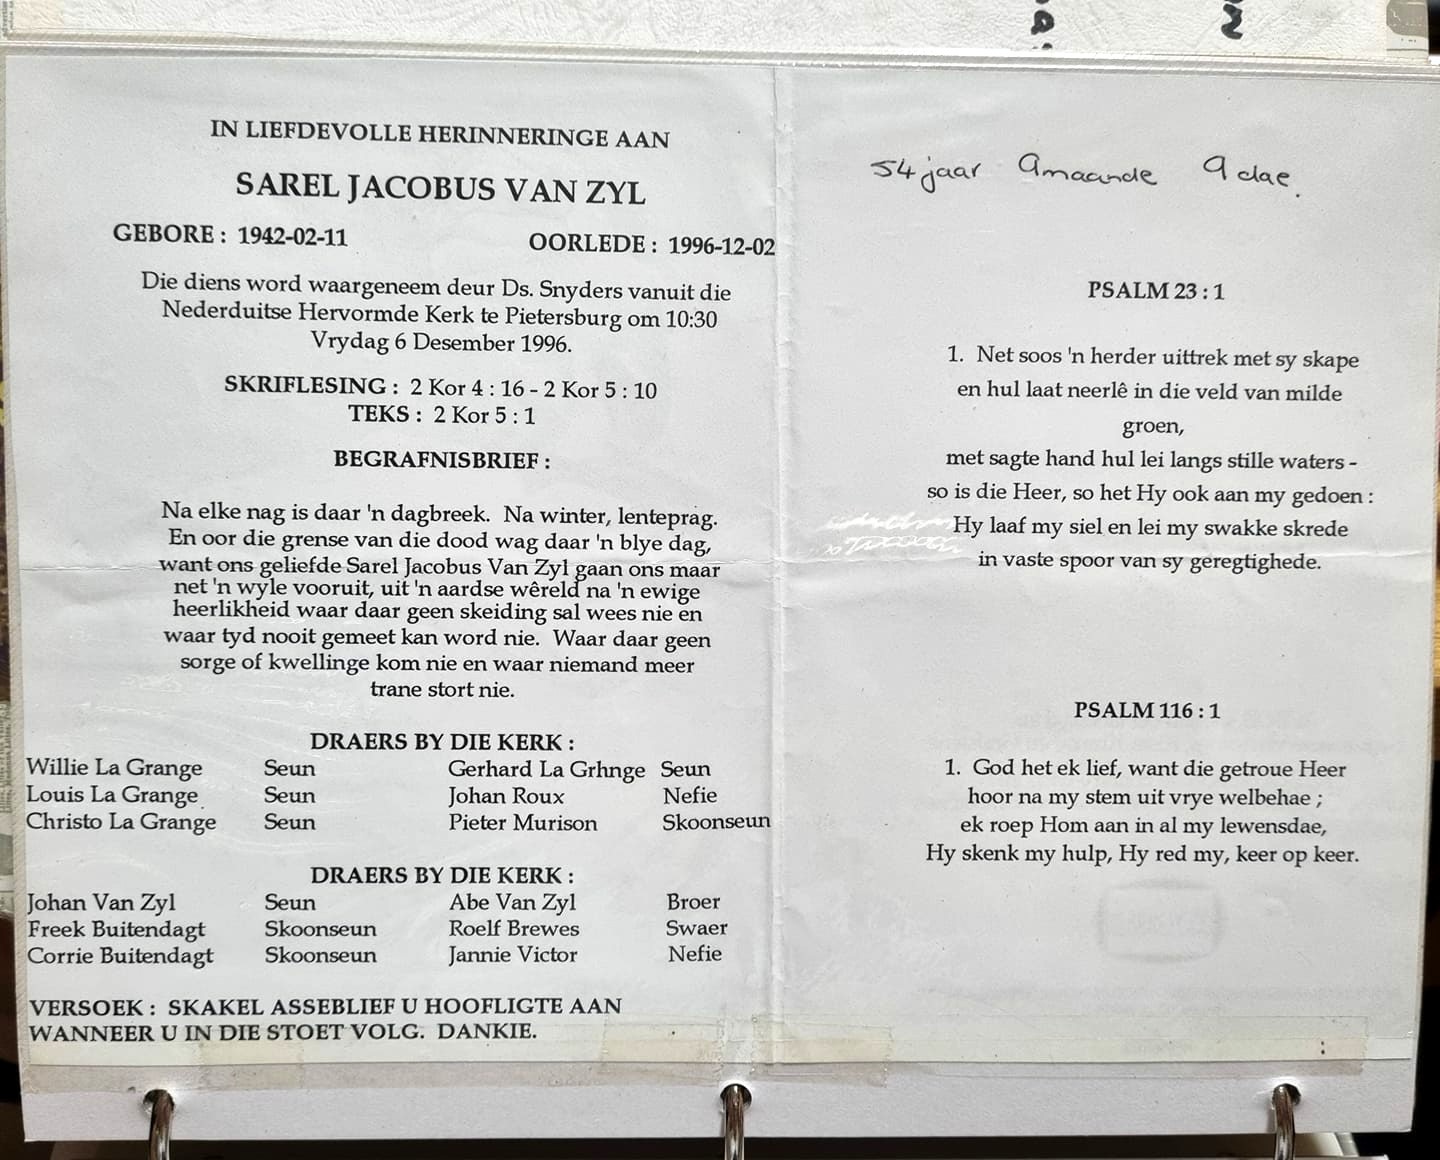 IN LIEFDEVOLLE HERINNERINGE AAN
SAREL JACOBUS VAN ZYL
GEBORE : 1942-02-11 OORLEDE : 1996-12-02
Die diens word waargeneem deur Ds. Snyders vanuit die
Nederduitse Hervormde Kerk te Pietersburg om 10:30
Vrydag 6 Desember 1996.
SKRIFLESING : 2 Kor 4 : 16 - 2 Kor 5 : 10
TEKS : 2 Kor 5 : 1
BEGRAFNISBRIEF :
Na elke nag is daar 'n dagbreek. Na winter, lenteprag.
En oor die grense van die dood wag daar 'n blye dag,
want ons geliefde Sarel Jacobus Van Zyl gaan ons maar
net 'n wyle vooruit, uit 'n aardse wêreld na 'n ewige
heerlikheid waar daar geen skeiding sal wees nie en
waar tyd nooit gemeet kan word nie. Waar daar geen
sorge of kwellinge kom nie en waar niemand meer
trane stort nie.
DRAERS BY DIE KERK :
Willie La Grange Seun Gerhard La Grhnge Seun
Louis La Grange Seun Johan Roux Nefie
Christo La Grange Seun Pieter Murison Skoonseun
DRAERS BY DIE KERK :
Johan Van Zyl Seun Abe Van Zyl Broer
Freek Buitendagt Skoonseun Roelf Brewes Swaer
Corrie Buitendagt Skoonseun Jannie Victor Nefie
VERSOEK : SKAKEL ASSEBLIEF U HOOFLIGTE AAN
WANNEER U IN DIE STOET VOLG. DANKIE.
54 jaar 9 maande 9 dae.
PSALM 23 : 1
1. Net soos 'n herder uittrek met sy skape
en hul laat neerlê in die veld van milde
groen,
met sagte hand hul lei langs stille waters -
so is die Heer, so het Hy ook aan my gedoen :
Hy laaf my siel en lei my swakke skrede
in vaste spoor van sy geregtighede.
PSALM 116 : 1
1. God het ek lief, want die getroue Heer
hoor na my stem uit vrye welbehae ;
ek roep Hom aan in al my lewensdae,
Hy skenk my hulp, Hy red my, keer op keer.